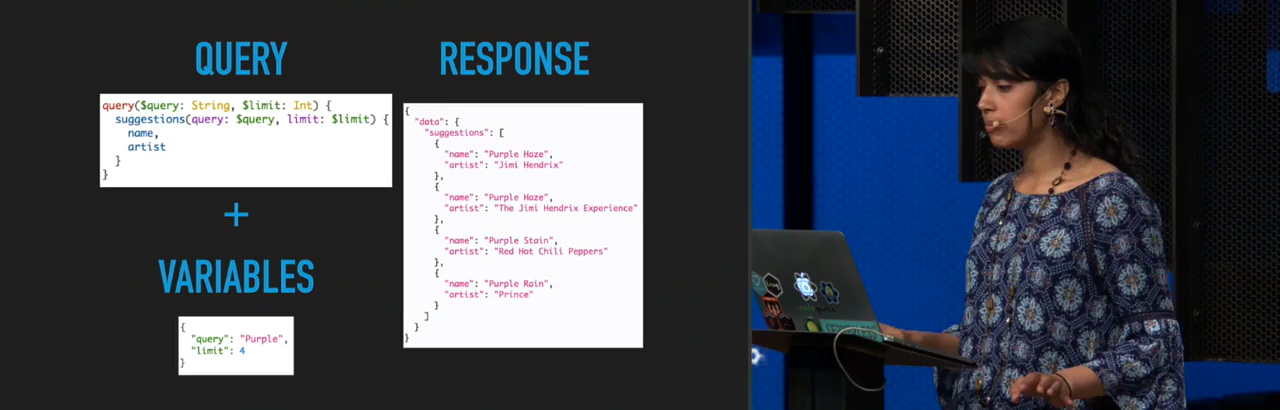 QUERY
query($query: String, $limit: Int) {
  suggestions(query: $query, limit: $limit) {
    name,
    artist
  }
}
+
VARIABLES
{
  "query": "Purple",
  "limit": 4
}
RESPONSE
{
  "data": {
    "suggestions": [
      {
        "name": "Purple Haze",
        "artist": "Jimi Hendrix"
      },
      {
        "name": "Purple Haze",
        "artist": "The Jimi Hendrix Experience"
      },
      {
        "name": "Purple Stain",
        "artist": "Red Hot Chili Peppers"
      },
      {
        "name": "Purple Rain",
        "artist": "Prince"
      }
    ]
  }
}